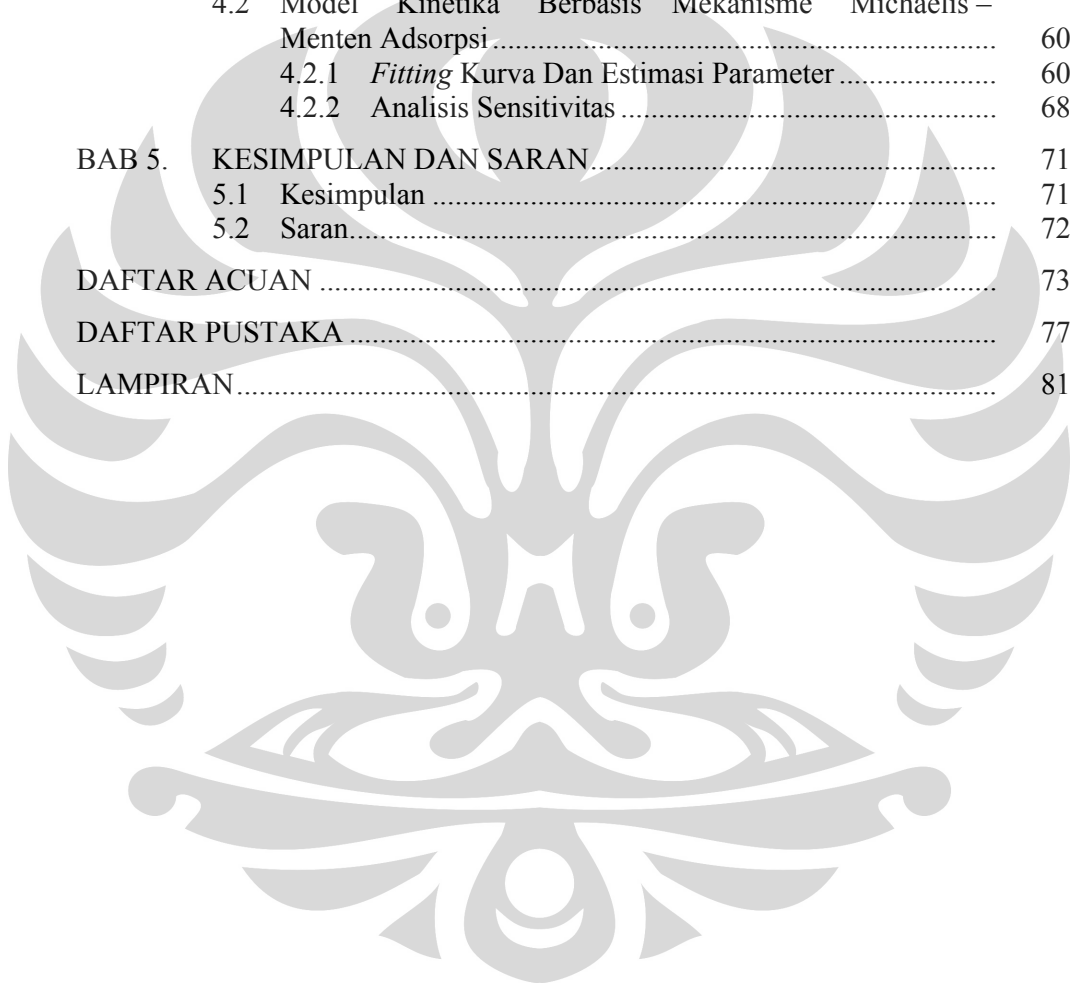 4.2 Model Kinetika Berbasis Mekanisme Michaelis –
Menten Adsorpsi ........................................................................ 60
4.2.1 Fitting Kurva Dan Estimasi Parameter ..................... 60
4.2.2 Analisis Sensitivitas .................................................... 68
BAB 5. KESIMPULAN DAN SARAN.......................................................... 71
5.1 Kesimpulan ................................................................................ 71
5.2 Saran............................................................................................ 72
DAFTAR ACUAN ................................................................................................ 73
DAFTAR PUSTAKA ............................................................................................ 77
LAMPIRAN............................................................................................................ 81